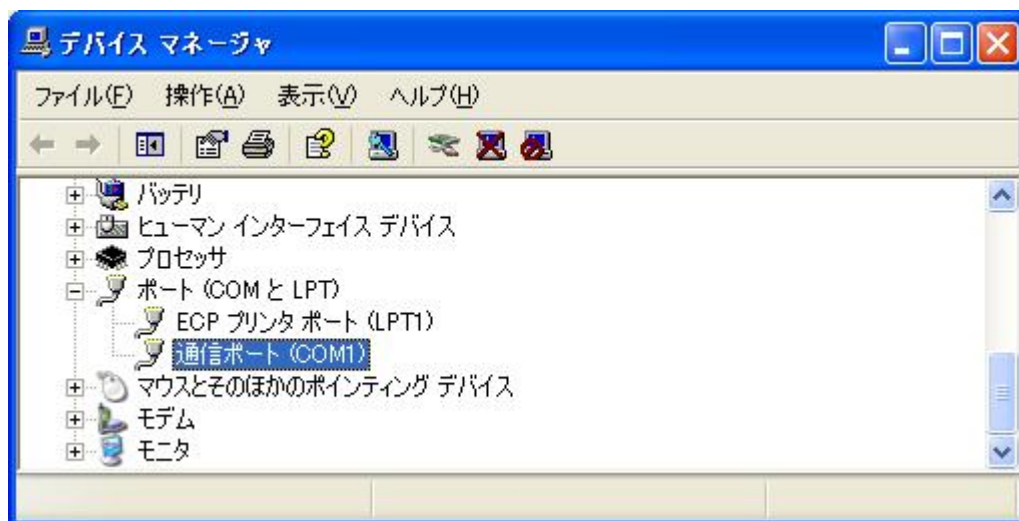 デバイス マネージャ
ファイル(F) 操作(A) 表示(V) ヘルプ(H)
バッテリ
ヒューマン インターフェイス デバイス
プロセッサ
ポート (COM と LPT)
ECP プリンタ ポート (LPT1)
通信ポート (COM1)
マウスとそのほかのポインティング デバイス
モデム
モニタ